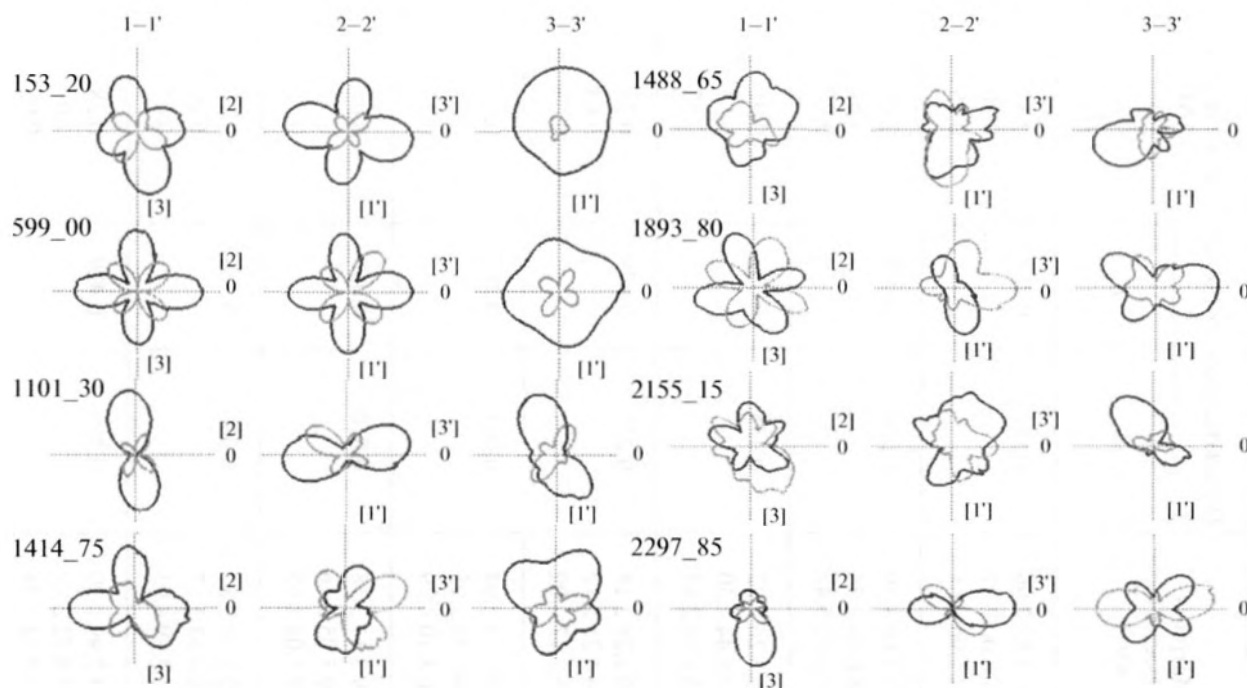 1–1' 2–2' 3–3' 1–1' 2–2' 3–3'
153_20 [2] [3'] 1488_65 [2] [3']
0 0 0 0 0 0
[3] [1'] [1'] [3] [1'] [1']
599_00 [2] [3'] 1893_80 [2] [3']
0 0 0 0 0 0
[3] [1'] [1'] [3] [1'] [1']
1101_30 [2] [3'] 2155_15 [2] [3']
0 0 0 0 0 0
[1'] [1'] [3] [1'] [1']
1414_75 [2] [3'] 2297_85 [2] [3']
0 0 0 0 0 0
[3] [1'] [1'] [3] [1'] [1']